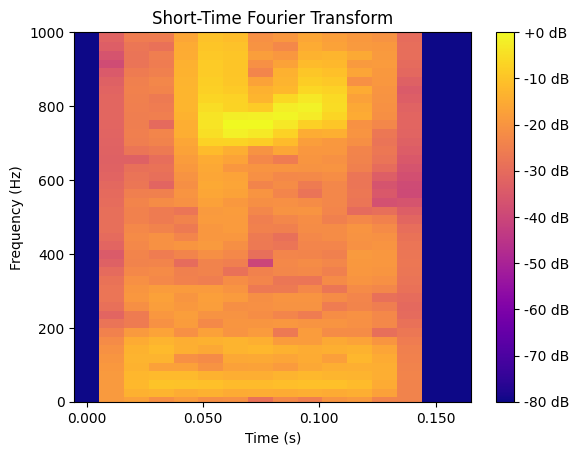 Short-Time Fourier Transform
1000
800
600
400
200
0
Frequency (Hz)
0.000
0.050
0.100
0.150
Time (s)
+0 dB
-10 dB
-20 dB
-30 dB
-40 dB
-50 dB
-60 dB
-70 dB
-80 dB